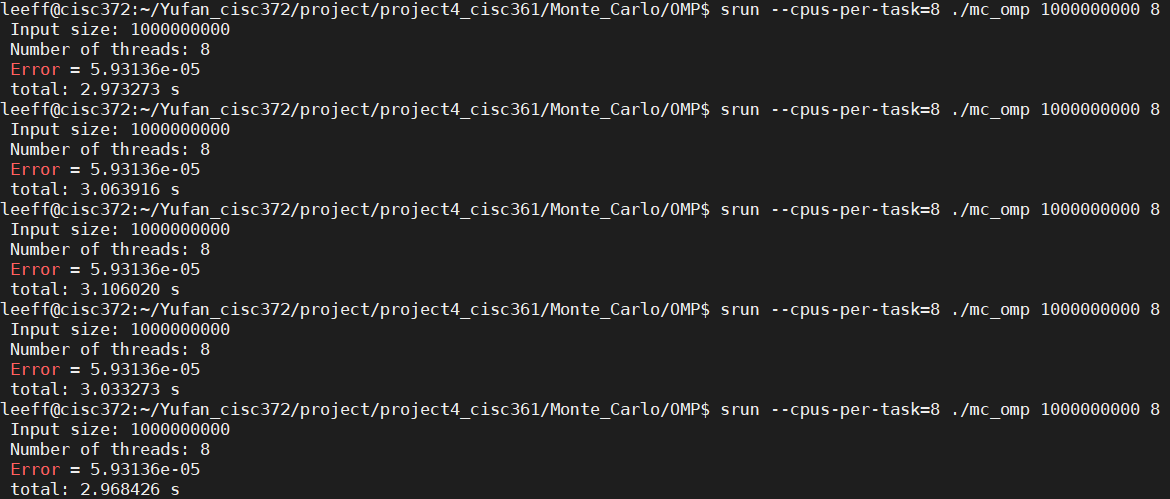 leeff@cisc372:~/Yufan_cisc372/project/project4_cisc361/Monte_Carlo/OMP$ srun --cpus-per-task=8 ./mc_omp 1000000000 8
Input size: 1000000000
Number of threads: 8
Error = 5.93136e-05
total: 2.973273 s
leeff@cisc372:~/Yufan_cisc372/project/project4_cisc361/Monte_Carlo/OMP$ srun --cpus-per-task=8 ./mc_omp 1000000000 8
Input size: 1000000000
Number of threads: 8
Error = 5.93136e-05
total: 3.063916 s
leeff@cisc372:~/Yufan_cisc372/project/project4_cisc361/Monte_Carlo/OMP$ srun --cpus-per-task=8 ./mc_omp 1000000000 8
Input size: 1000000000
Number of threads: 8
Error = 5.93136e-05
total: 3.106020 s
leeff@cisc372:~/Yufan_cisc372/project/project4_cisc361/Monte_Carlo/OMP$ srun --cpus-per-task=8 ./mc_omp 1000000000 8
Input size: 1000000000
Number of threads: 8
Error = 5.93136e-05
total: 3.033273 s
leeff@cisc372:~/Yufan_cisc372/project/project4_cisc361/Monte_Carlo/OMP$ srun --cpus-per-task=8 ./mc_omp 1000000000 8
Input size: 1000000000
Number of threads: 8
Error = 5.93136e-05
total: 2.968426 s